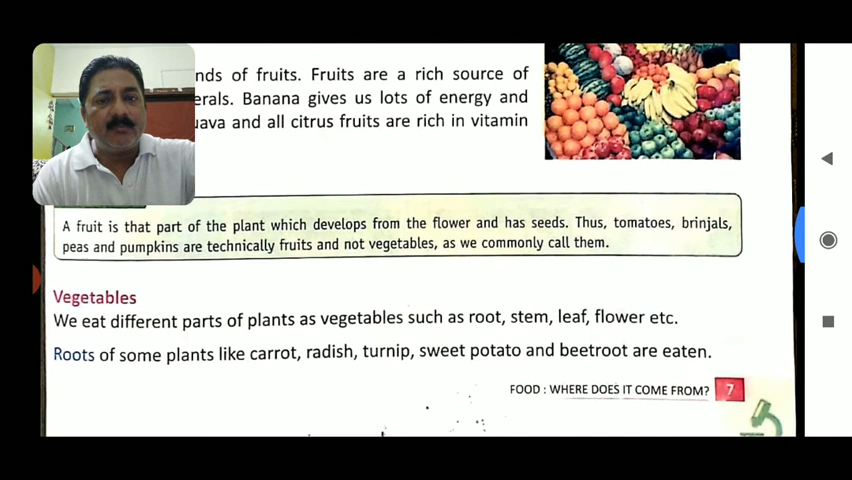 nds of fruits. Fruits are a rich source of
erals. Banana gives us lots of energy and
uava and all citrus fruits are rich in vitamin
A fruit is that part of the plant which develops from the flower and has seeds. Thus, tomatoes, brinjals,
peas and pumpkins are technically fruits and not vegetables, as we commonly call them.
Vegetables
We eat different parts of plants as vegetables such as root, stem, leaf, flower etc.
Roots of some plants like carrot, radish, turnip, sweet potato and beetroot are eaten.
FOOD : WHERE DOES IT COME FROM? 7